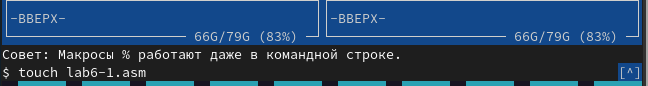 -ВВЕРХ- -ВВЕРХ-
66G/79G (83%) 66G/79G (83%)
Совет: Макросы % работают даже в командной строке.
$ touch lab6-1.asm [^]